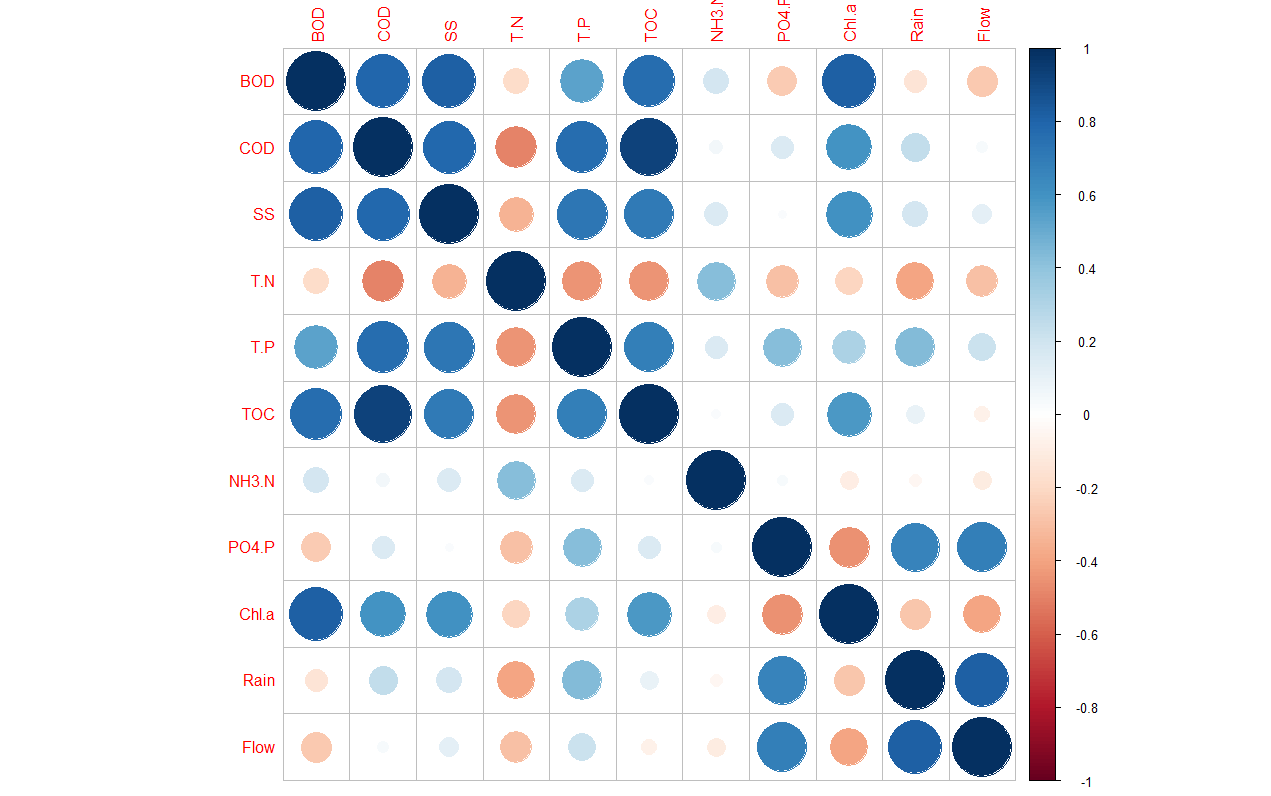 BOD COD SS T.N T.P TOC NH3.N PO4.P Chl.a Rain Flow
BOD
COD
SS
T.N
T.P
TOC
NH3.N
PO4.P
Chl.a
Rain
Flow
1
0.8
0.6
0.4
0.2
0
-0.2
-0.4
-0.6
-0.8
-1